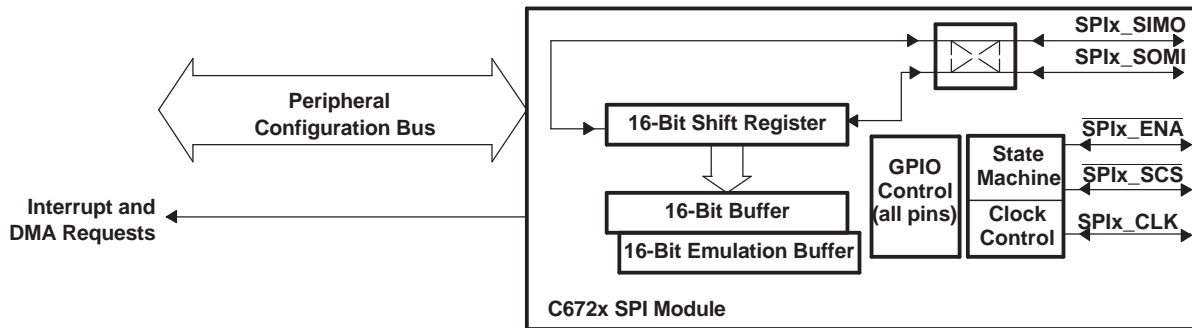 SPIx_SIMO
SPIx_SOMI
Peripheral
Configuration Bus
16-Bit Shift Register
SPIx_ENA
GPIO
Control
(all pins)
State
Machine
SPIx_SCS
Interrupt and
DMA Requests
16-Bit Buffer
Clock
Control
SPIx_CLK
16-Bit Emulation Buffer
C672x SPI Module